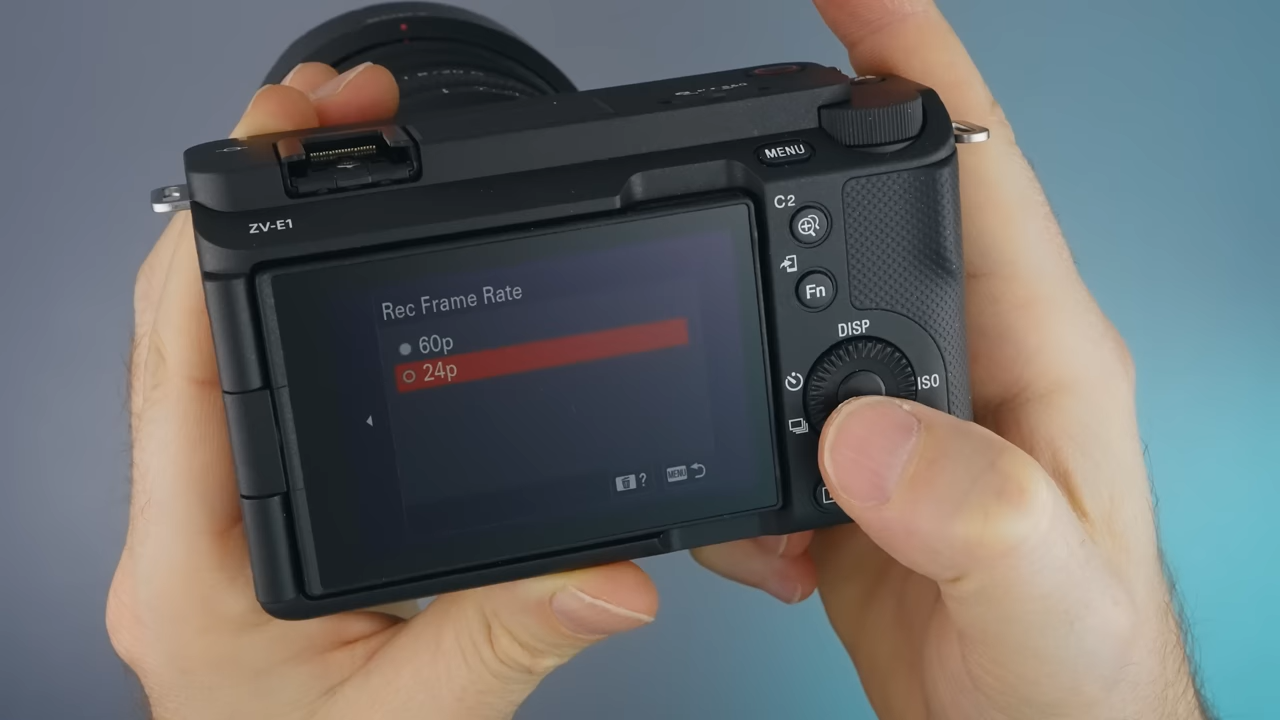 MENU
C2
ZV-E1
Fn
Rec Frame Rate
60p
24p
DISP
ISO
?
MENU